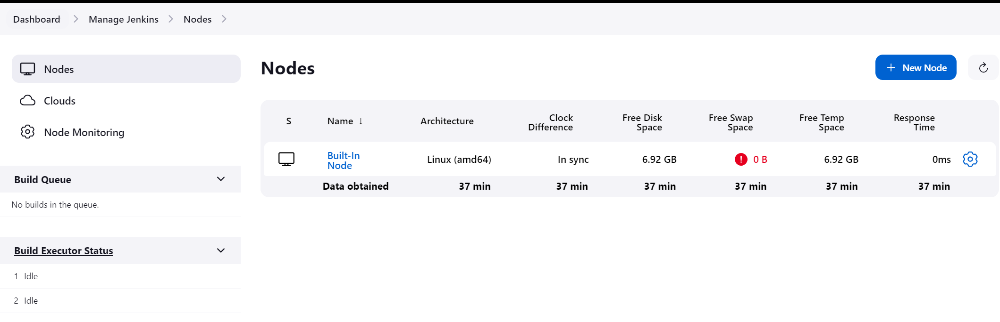 Dashboard
Manage Jenkins
Nodes
Nodes
Clouds
Node Monitoring
Build Queue
No builds in the queue.
Build Executor Status
1 Idle
2 Idle
Nodes
+ New Node
S
Name ↓
Architecture
Clock
Difference
Free Disk
Space
Free Swap
Space
Free Temp
Space
Response
Time
Built-In
Node
Linux (amd64)
In sync
6.92 GB
! 0 B
6.92 GB
0ms
Data obtained
37 min
37 min
37 min
37 min
37 min
37 min